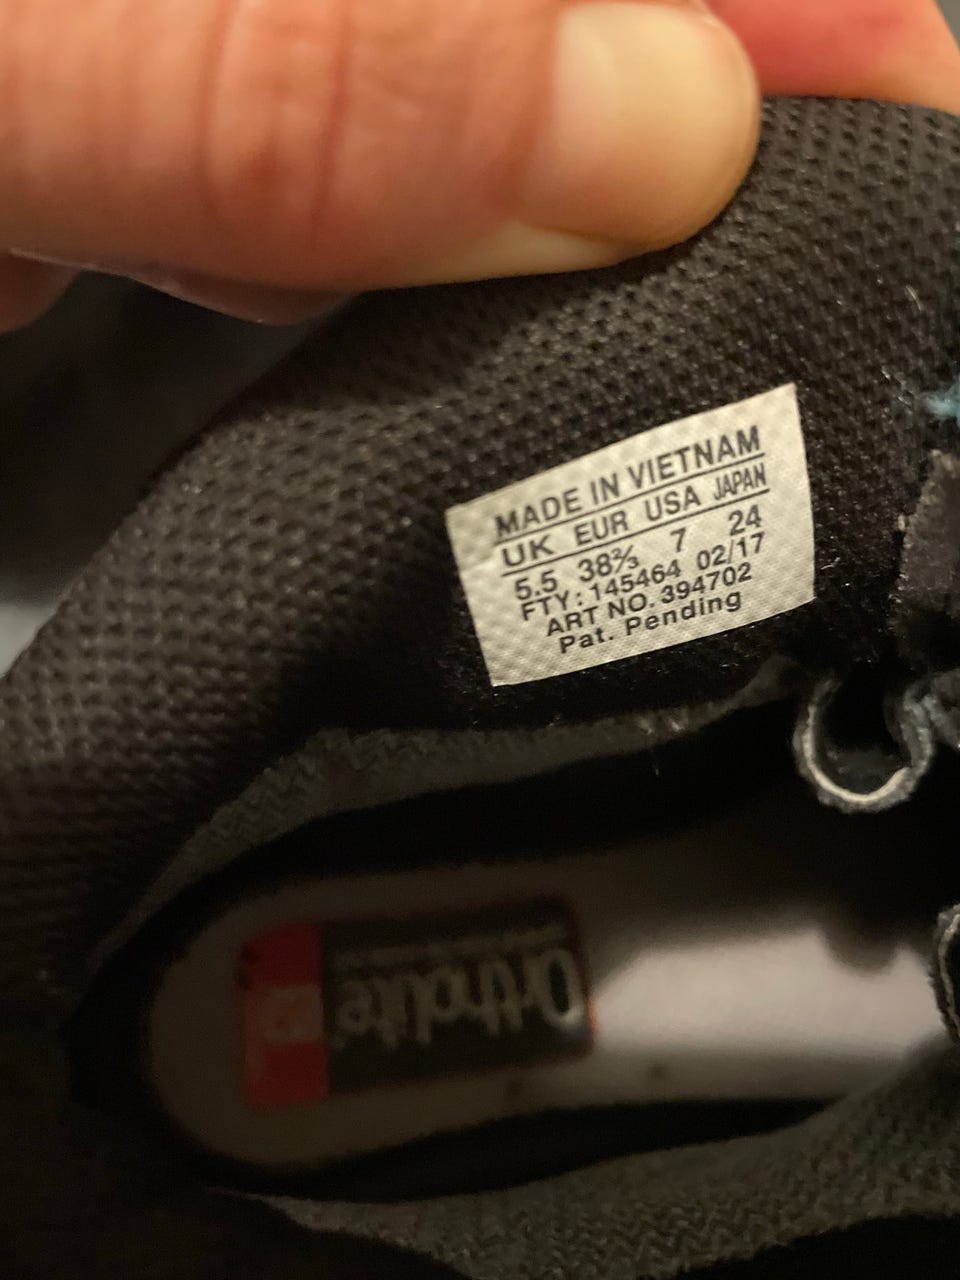 MADE IN VIETNAM
UK EUR USA JAPAN
5.5 38⅔ 7 24
FTY: 145464 02/17
ART NO. 394702
Pat. Pending
Ortholite